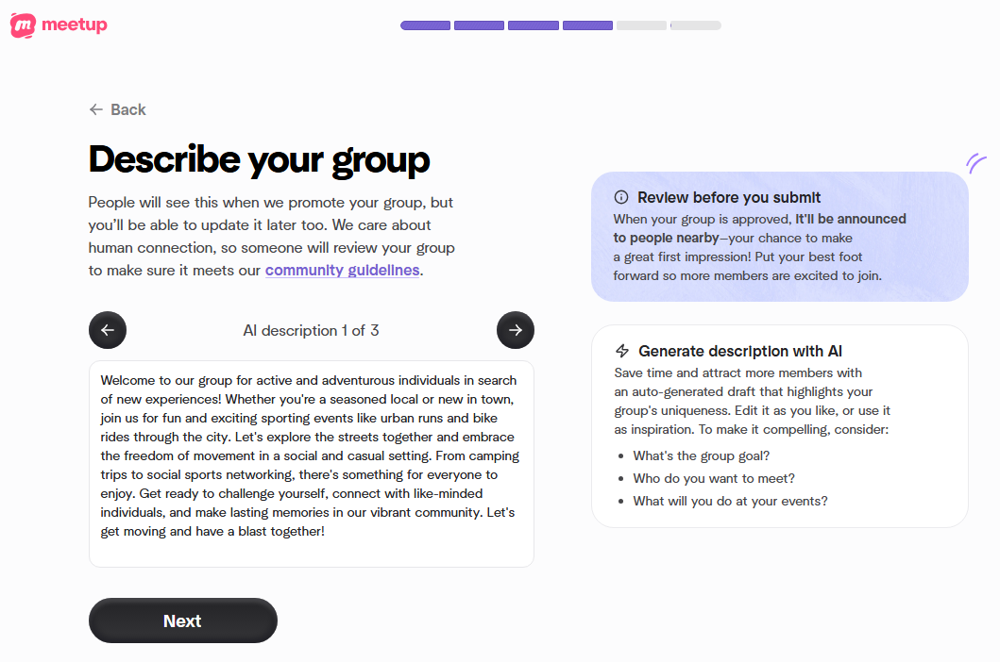 meetup
Back
Describe your group
People will see this when we promote your group, but
you'll be able to update it later too. We care about
human connection, so someone will review your group
to make sure it meets our community guidelines.
AI description 1 of 3
Welcome to our group for active and adventurous individuals in search
of new experiences! Whether you're a seasoned local or new in town,
join us for fun and exciting sporting events like urban runs and bike
rides through the city. Let's explore the streets together and embrace
the freedom of movement in a social and casual setting. From camping
trips to social sports networking, there's something for everyone to
enjoy. Get ready to challenge yourself, connect with like-minded
individuals, and make lasting memories in our vibrant community. Let's
get moving and have a blast together!
Next
Review before you submit
When your group is approved, it'll be announced
to people nearby—your chance to make
a great first impression! Put your best foot
forward so more members are excited to join.
Generate description with AI
Save time and attract more members with
an auto-generated draft that highlights your
group's uniqueness. Edit it as you like, or use it
as inspiration. To make it compelling, consider:
• What's the group goal?
• Who do you want to meet?
• What will you do at your events?